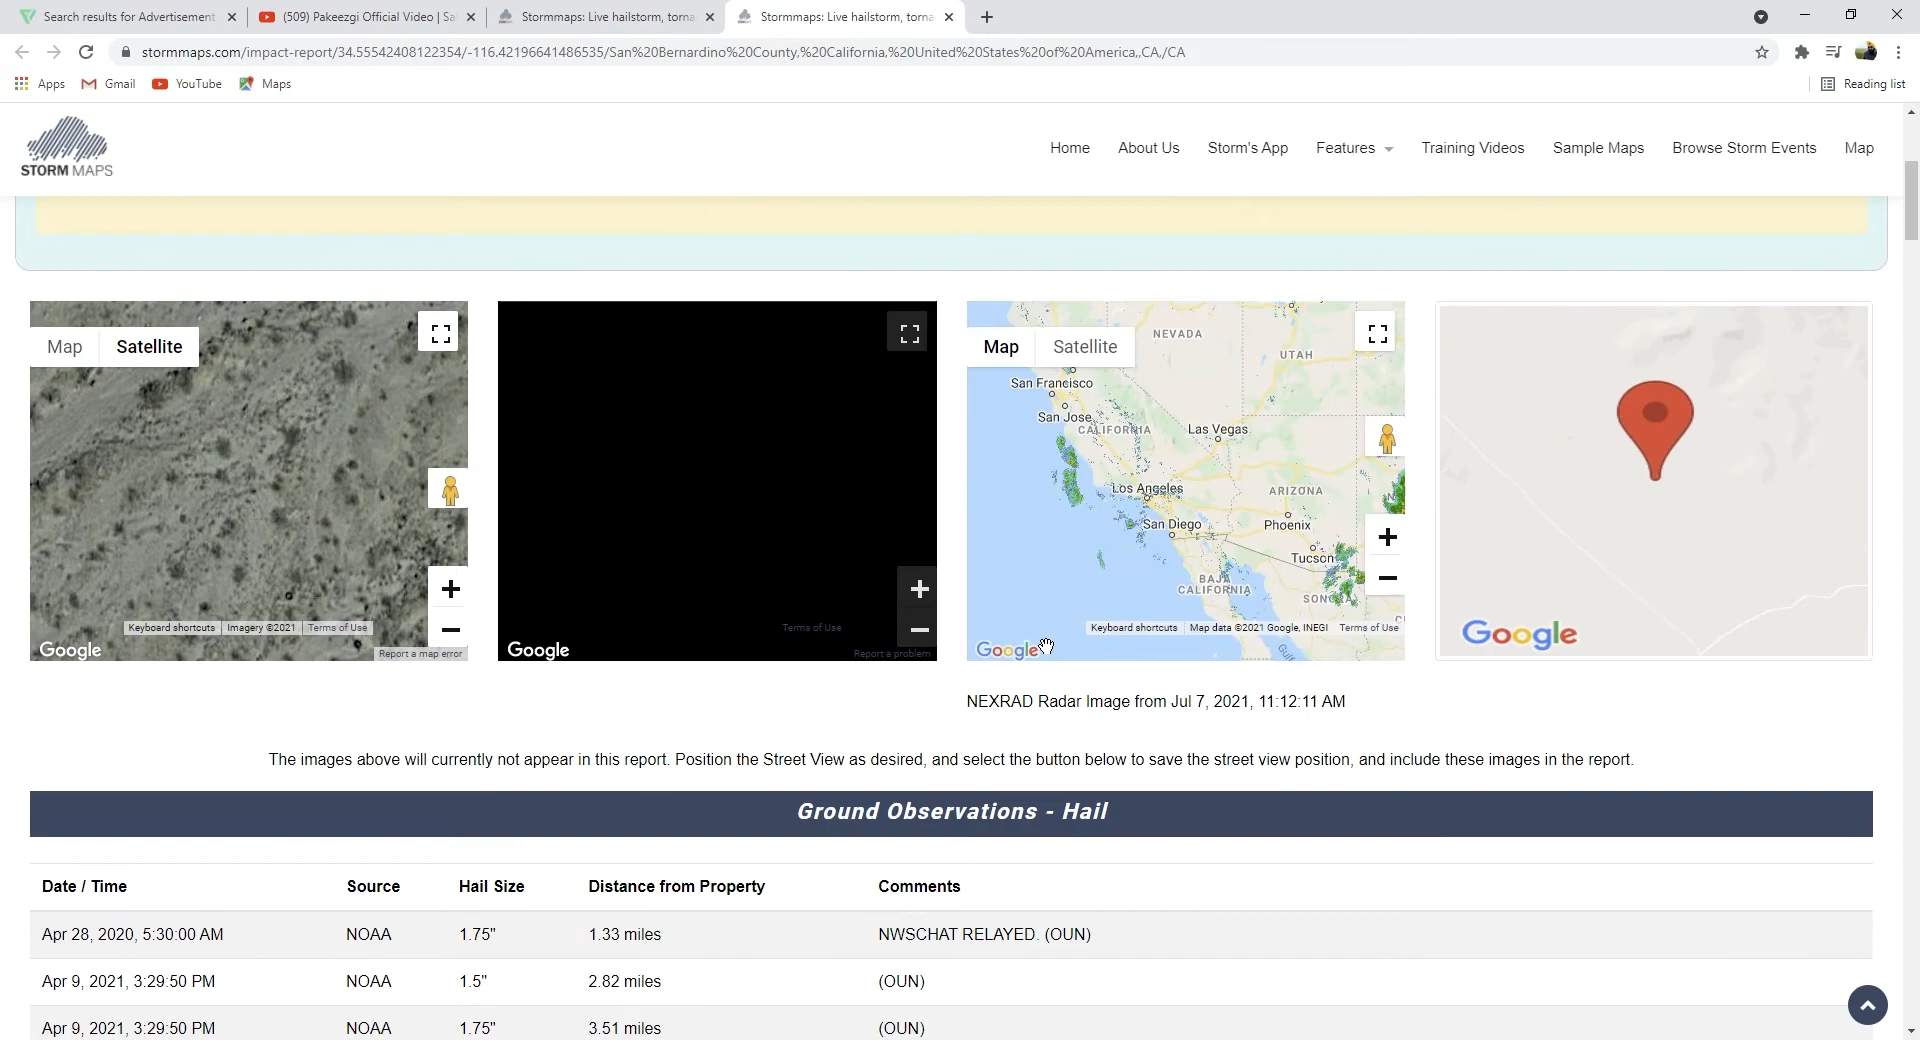 Search results for Advertisement
(509) Pakeezgi Official Video | Sa
Stormmaps: Live hailstorm, torna
Stormmaps: Live hailstorm, torna
stormmaps.com/impact-report/34.55542408122354/-116.42196641486535/San%20Bernardino%20County,%20California,%20United%20States%20of%20America,,CA,/CA
Apps
Gmail
YouTube
Maps
Reading list
STORM MAPS
Home
About Us
Storm's App
Features
Training Videos
Sample Maps
Browse Storm Events
Map
Map
Satellite
Keyboard shortcuts
Imagery ©2021
Terms of Use
Google
Report a map error
Terms of Use
Google
Report a problem
Map
Satellite
NEVADA
UTAH
San Francisco
San Jose
CALIFORNIA
Las Vegas
Los Angeles
ARIZONA
San Diego
Phoenix
Tucson
BAJA
CALIFORNIA
SONORA
Gulf
Keyboard shortcuts
Map data ©2021 Google, INEGI
Terms of Use
Google
Google
NEXRAD Radar Image from Jul 7, 2021, 11:12:11 AM
The images above will currently not appear in this report. Position the Street View as desired, and select the button below to save the street view position, and include these images in the report.
Ground Observations - Hail
Date / Time Source Hail Size Distance from Property Comments
Apr 28, 2020, 5:30:00 AM NOAA 1.75" 1.33 miles NWSCHAT RELAYED. (OUN)
Apr 9, 2021, 3:29:50 PM NOAA 1.5" 2.82 miles (OUN)
Apr 9, 2021, 3:29:50 PM NOAA 1.75" 3.51 miles (OUN)